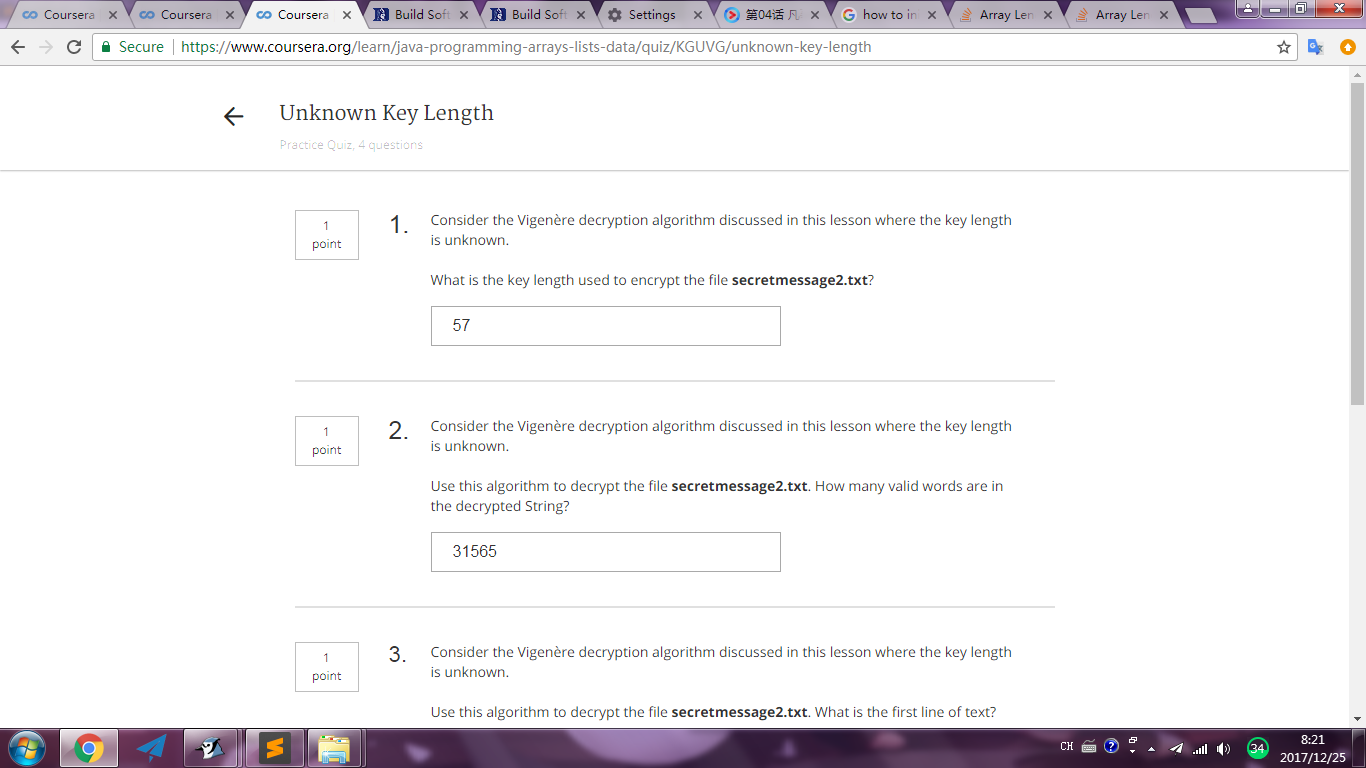 Coursera
Coursera
Coursera
Build Soft
Build Soft
Settings
第04话 凡
how to in
Array Len
Array Len
Secure
https://www.coursera.org/learn/java-programming-arrays-lists-data/quiz/KGUVG/unknown-key-length
Unknown Key Length
Practice Quiz, 4 questions
1
point
1.
Consider the Vigenère decryption algorithm discussed in this lesson where the key length
is unknown.
What is the key length used to encrypt the file secretmessage2.txt?
57
1
point
2.
Consider the Vigenère decryption algorithm discussed in this lesson where the key length
is unknown.
Use this algorithm to decrypt the file secretmessage2.txt. How many valid words are in
the decrypted String?
31565
1
point
3.
Consider the Vigenère decryption algorithm discussed in this lesson where the key length
is unknown.
Use this algorithm to decrypt the file secretmessage2.txt. What is the first line of text?
CH
34
8:21
2017/12/25